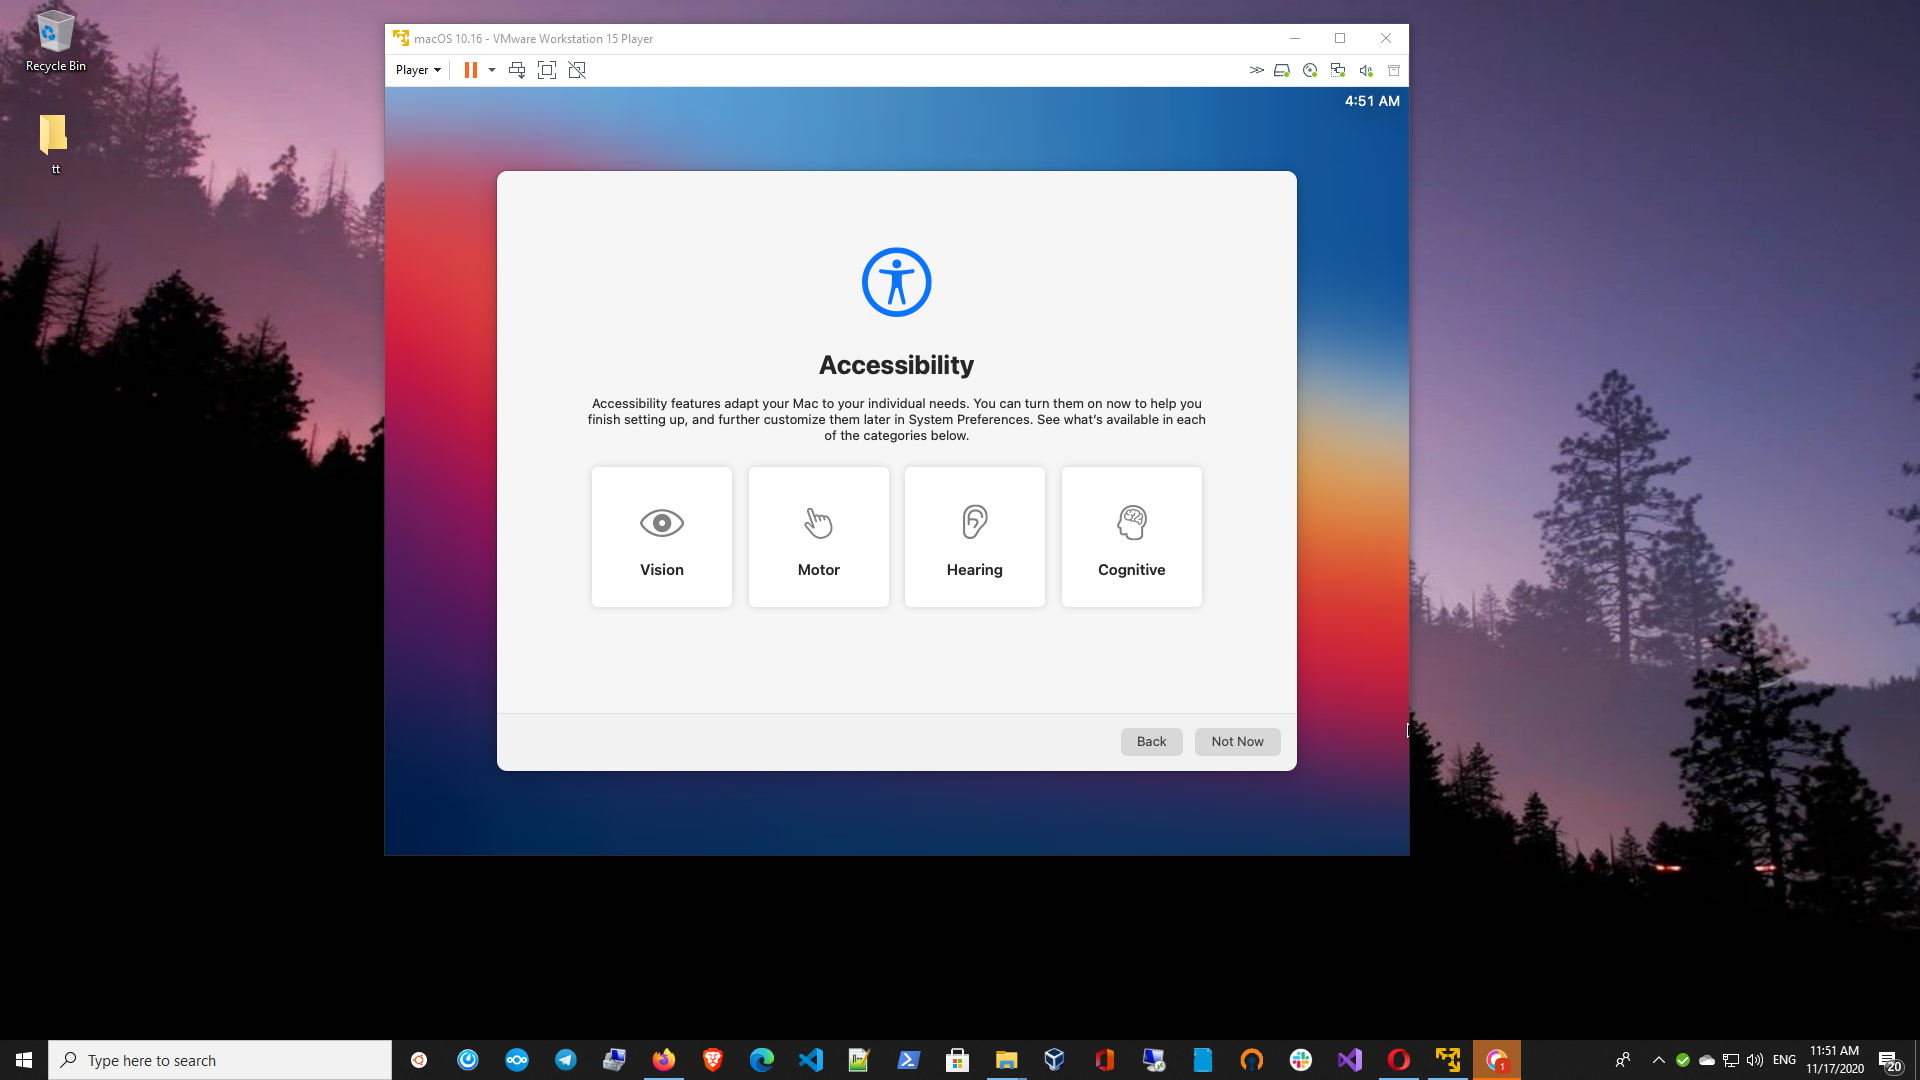 Recycle Bin
tt
macOS 10.16 - VMware Workstation 15 Player
Player
4:51 AM
Accessibility
Accessibility features adapt your Mac to your individual needs. You can turn them on now to help you
finish setting up, and further customize them later in System Preferences. See what’s available in each
of the categories below.
Vision
Motor
Hearing
Cognitive
Back
Not Now
Type here to search
1
ENG
11:51 AM
11/17/2020
20